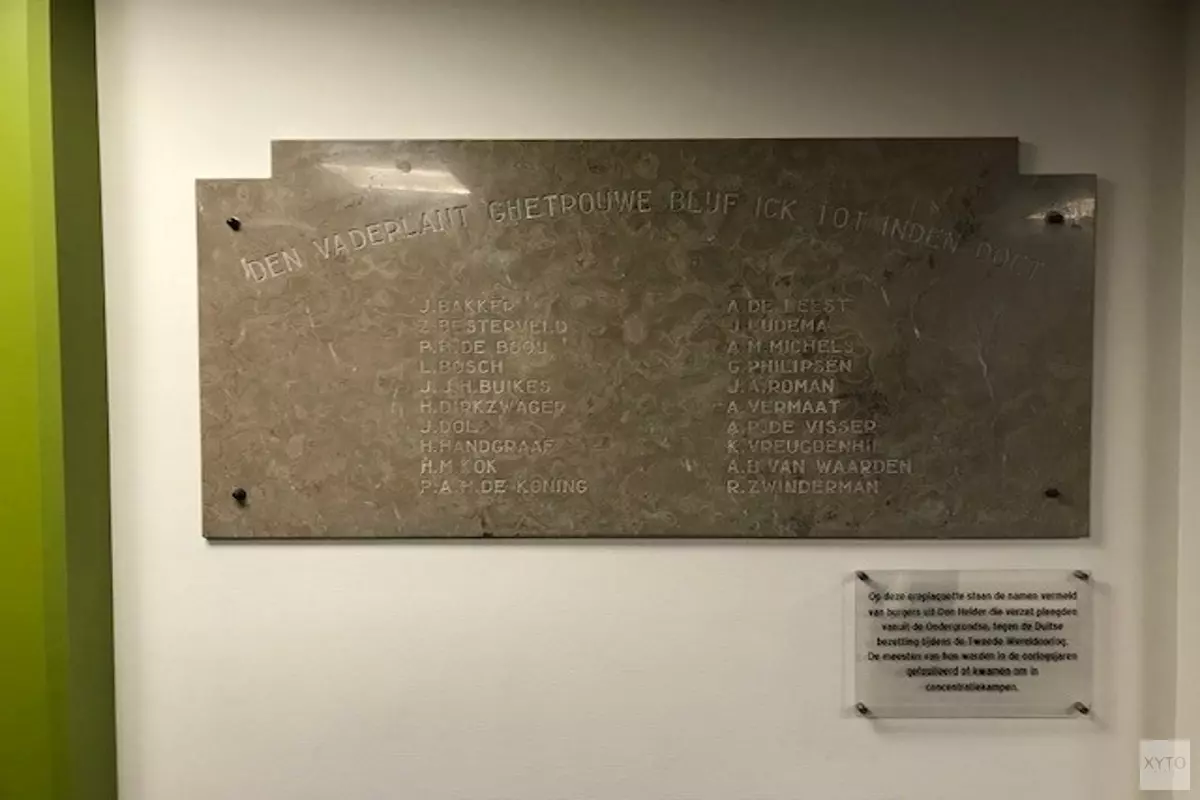 DEN VADERLANT GHETROUWE BLIJF ICK TOT INDEN DOET
J.BAKKER
Z.BESTERVELD
P.R.DE BOOIJ
L.BOSCH
J.J.H.BUIKES
H.DIRKZWAGER
J.DOL
H.HANDGRAAF
H.M.KOK
P.A.H.DE KONING
A.DE LEEST
J.LUDEMA
A.M.MICHELS
G.PHILIPSEN
J.A.ROMAN
A.VERMAAT
A.P.DE VISSER
K.VREUGDENHIL
A.B.VAN WAARDEN
R.ZWINDERMAN
Op deze ereplaquette staan de namen vermeld
van burgers uit Den Helder die verzet pleegden
vanuit de Ondergrondse, tegen de Duitse
bezetting tijdens de Tweede Wereldoorlog.
De meesten van hen werden in de oorlogsjaren
gefusilleerd of kwamen om in
concentratiekampen.
XYTO